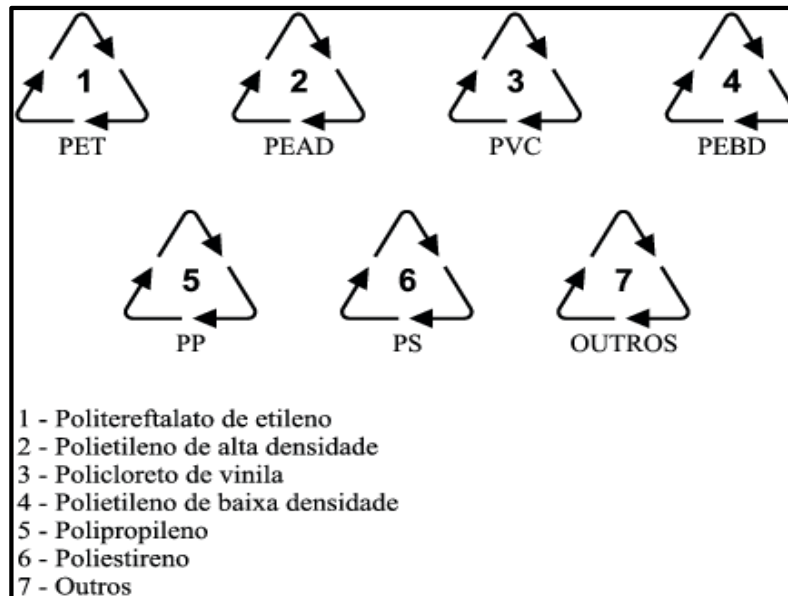 1 2 3 4
PET PEAD PVC PEBD
5 6 7
PP PS OUTROS
1 - Politereftalato de etileno
2 - Polietileno de alta densidade
3 - Policloreto de vinila
4 - Polietileno de baixa densidade
5 - Polipropileno
6 - Poliestireno
7 - Outros